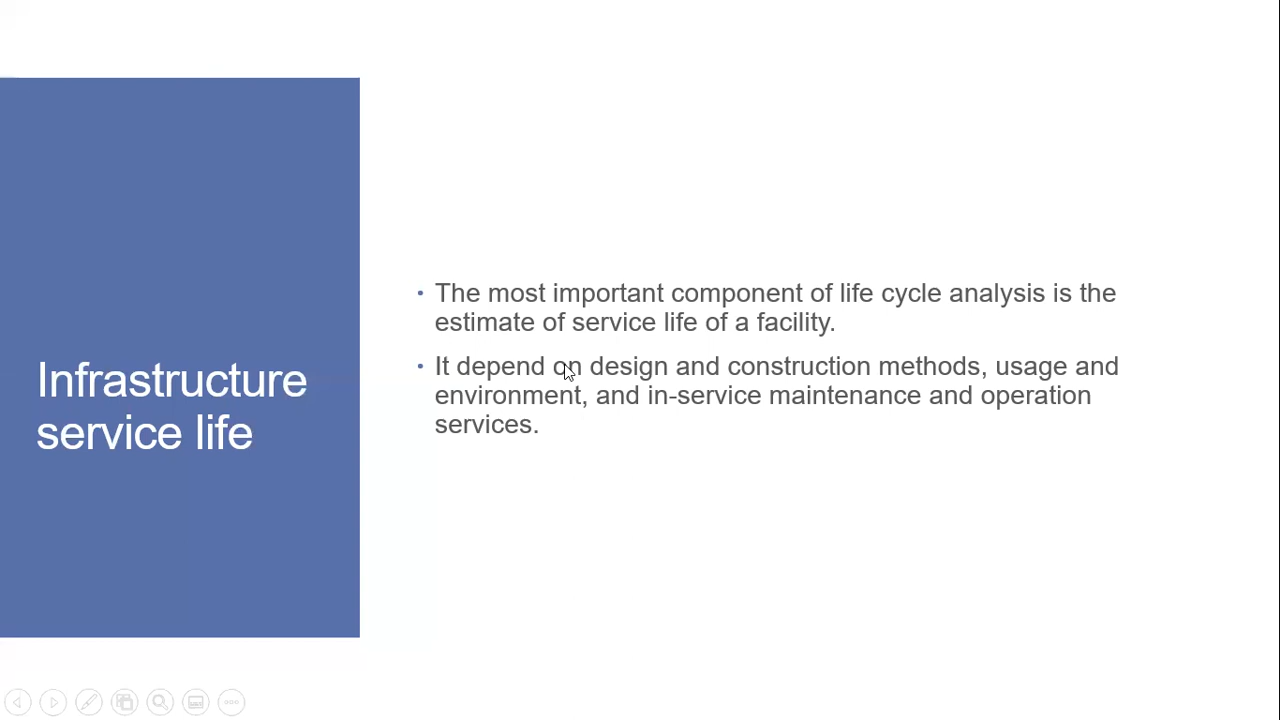 Infrastructure
service life
• The most important component of life cycle analysis is the
estimate of service life of a facility.
• It depend on design and construction methods, usage and
environment, and in-service maintenance and operation
services.